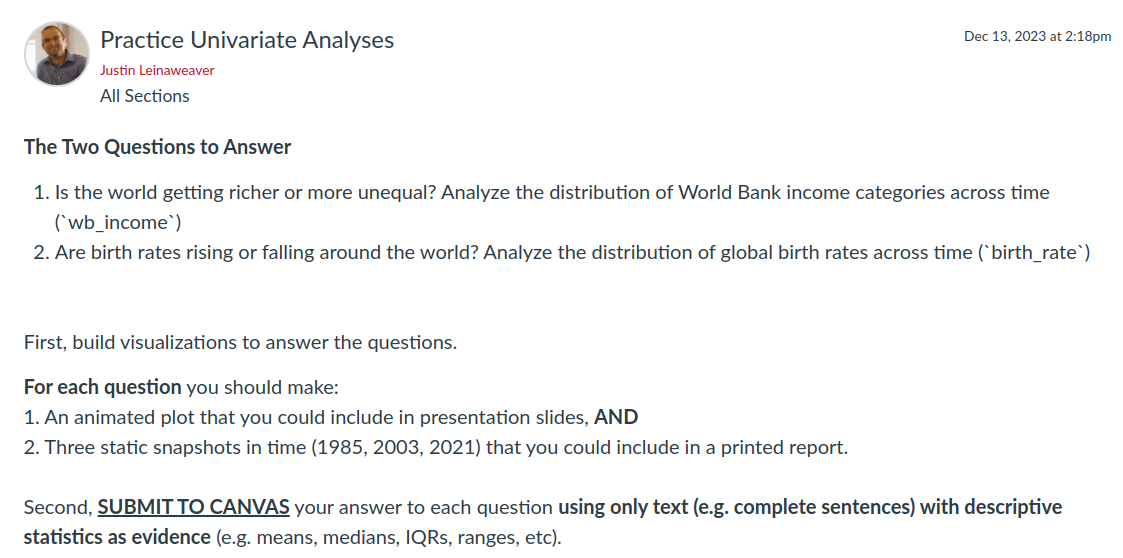 Practice Univariate Analyses
Dec 13, 2023 at 2:18pm
Justin Leinaweaver
All Sections
The Two Questions to Answer
1. Is the world getting richer or more unequal? Analyze the distribution of World Bank income categories across time
(`wb_income`)
2. Are birth rates rising or falling around the world? Analyze the distribution of global birth rates across time (`birth_rate`)
First, build visualizations to answer the questions.
For each question you should make:
1. An animated plot that you could include in presentation slides, AND
2. Three static snapshots in time (1985, 2003, 2021) that you could include in a printed report.
Second, SUBMIT TO CANVAS your answer to each question using only text (e.g. complete sentences) with descriptive
statistics as evidence (e.g. means, medians, IQRs, ranges, etc).